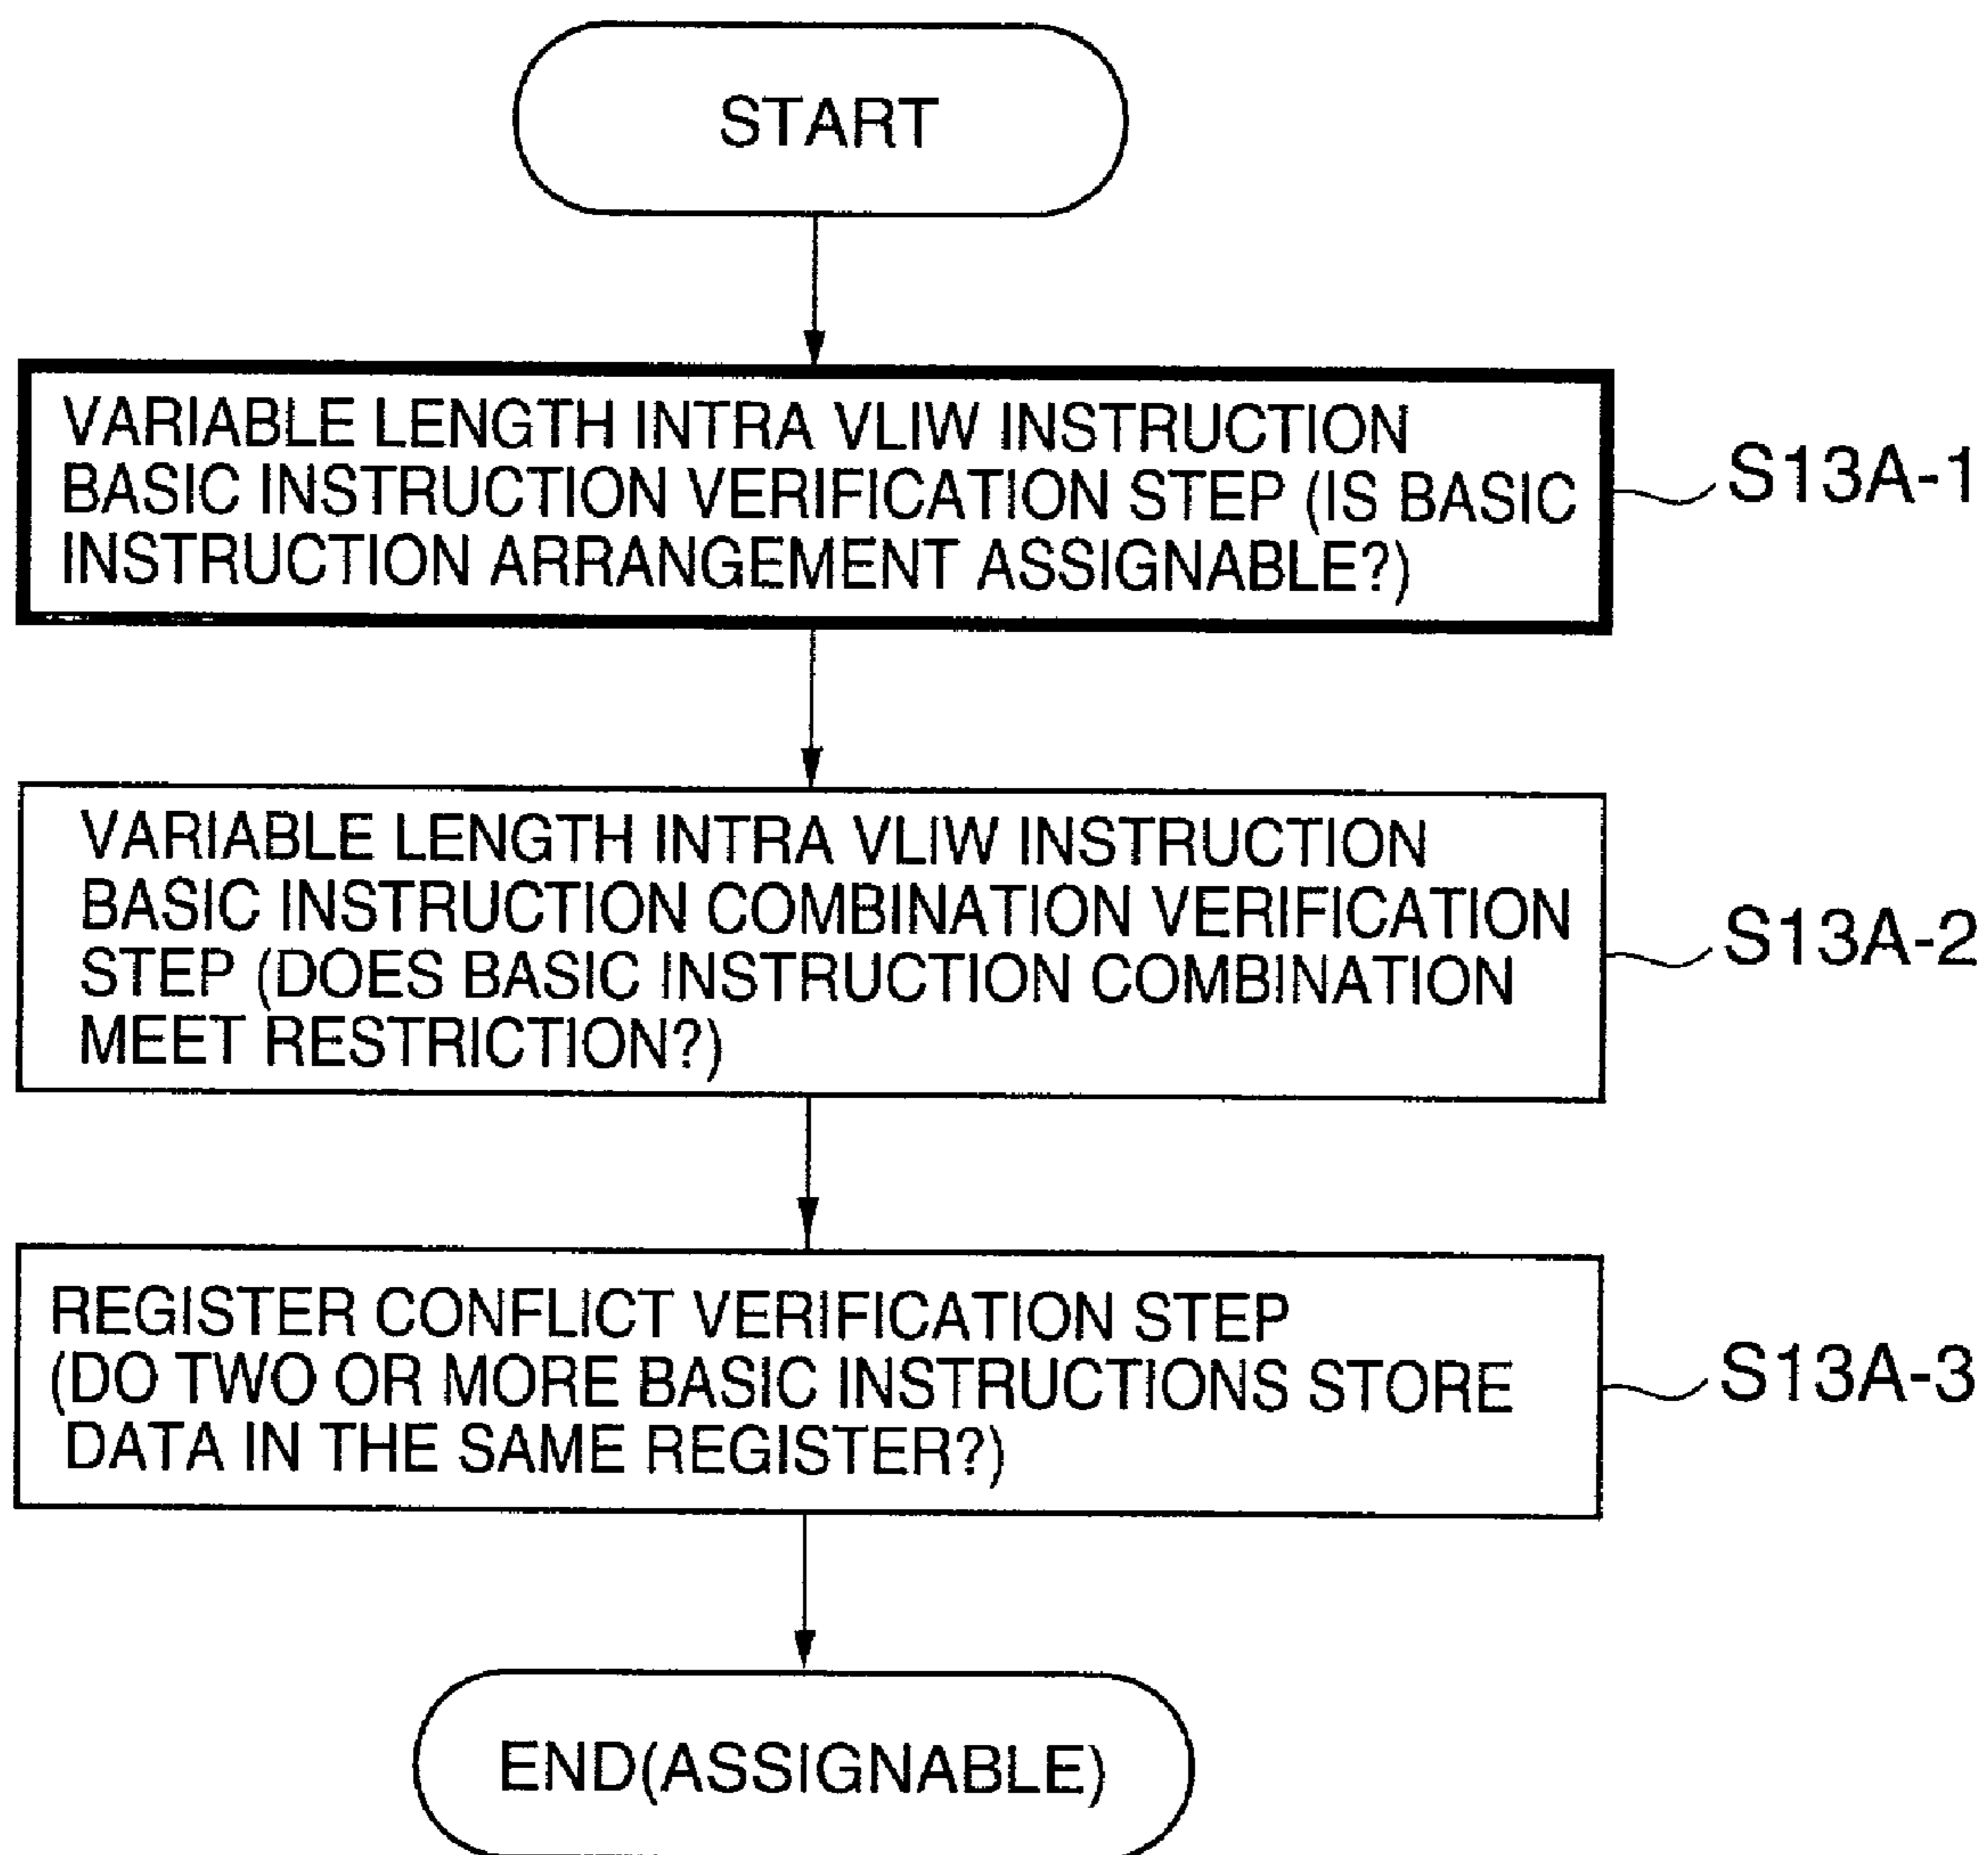 START
VARIABLE LENGTH INTRA VLIW INSTRUCTION
BASIC INSTRUCTION VERIFICATION STEP (IS BASIC
INSTRUCTION ARRANGEMENT ASSIGNABLE?)
S13A-1
VARIABLE LENGTH INTRA VLIW INSTRUCTION
BASIC INSTRUCTION COMBINATION VERIFICATION
STEP (DOES BASIC INSTRUCTION COMBINATION
MEET RESTRICTION?)
S13A-2
REGISTER CONFLICT VERIFICATION STEP
(DO TWO OR MORE BASIC INSTRUCTIONS STORE
DATA IN THE SAME REGISTER?)
S13A-3
END(ASSIGNABLE)